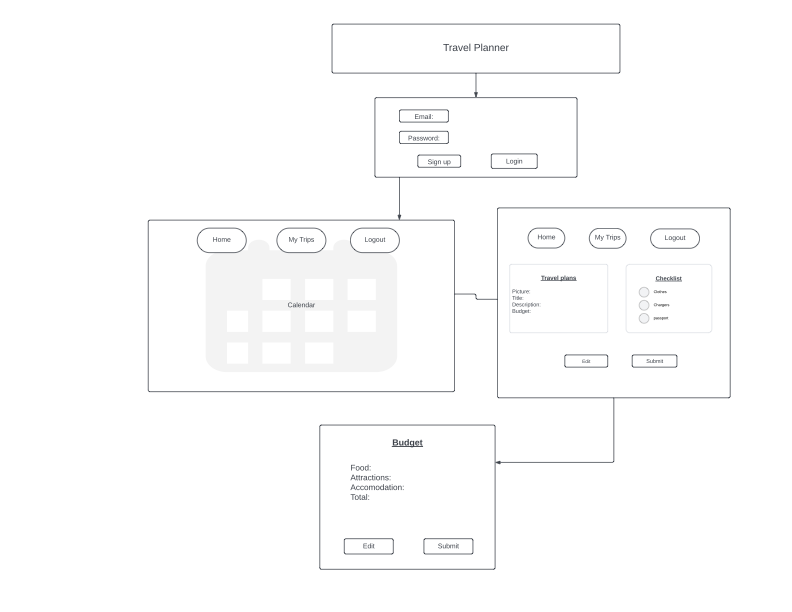 Travel Planner
Email:
Password:
Sign up
Login
Home
My Trips
Logout
Calendar
Home
My Trips
Logout
Travel plans
Picture:
Title:
Description:
Budget:
Checklist
Clothes
Chargers
passport
Edit
Submit
Budget
Food:
Attractions:
Accomodation:
Total:
Edit
Submit